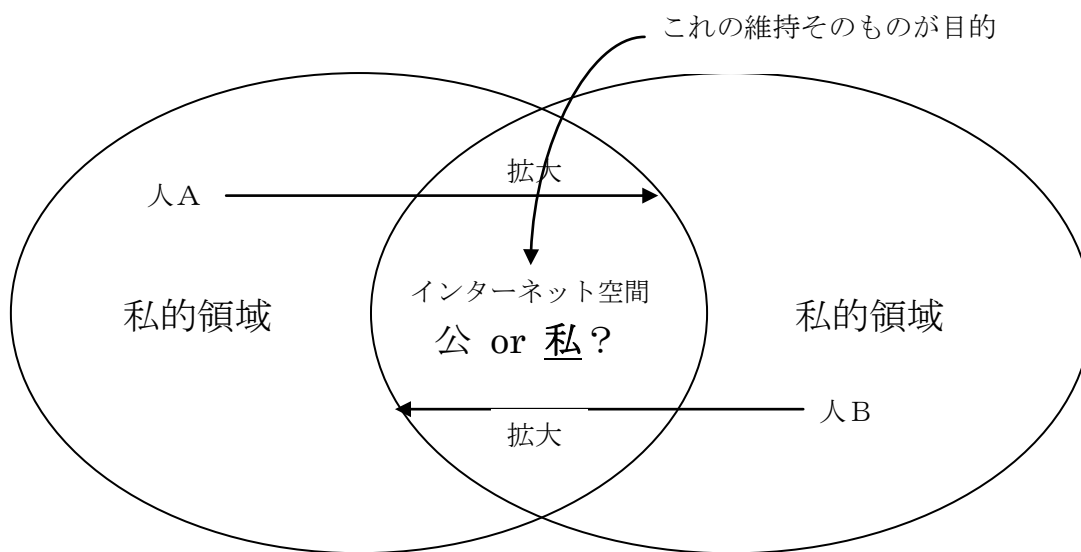 これの維持そのものが目的
拡大
人Ａ
インターネット空間
私的領域
私的領域
公 or 私？
人Ｂ
拡大